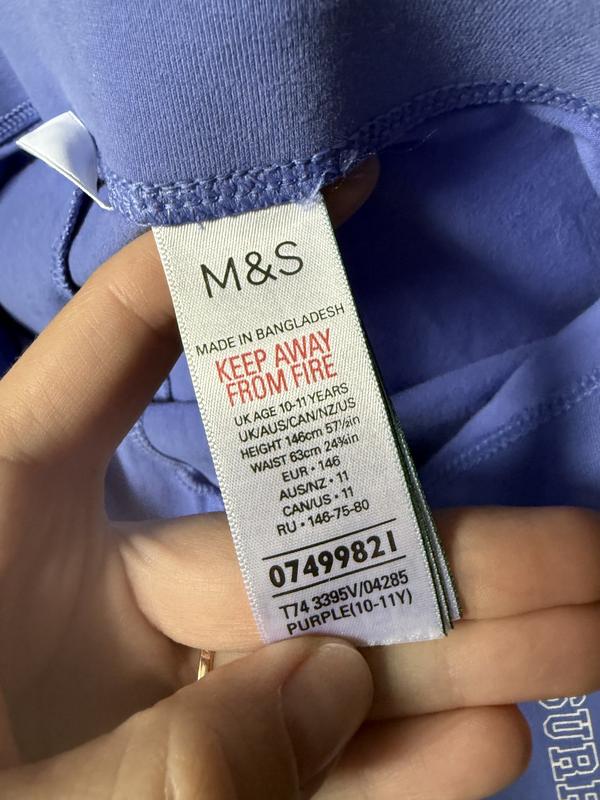 M&S
MADE IN BANGLADESH
KEEP AWAY
FROM FIRE
UK AGE 10-11 YEARS
UK/AUS/CAN/NZ/US
HEIGHT 146cm 57½in
WAIST 63cm 24¾in
EUR • 146
AUS/NZ • 11
CAN/US • 11
RU • 146-75-80
07499821
T74 3395V/04285
PURPLE(10-11Y)
SURF